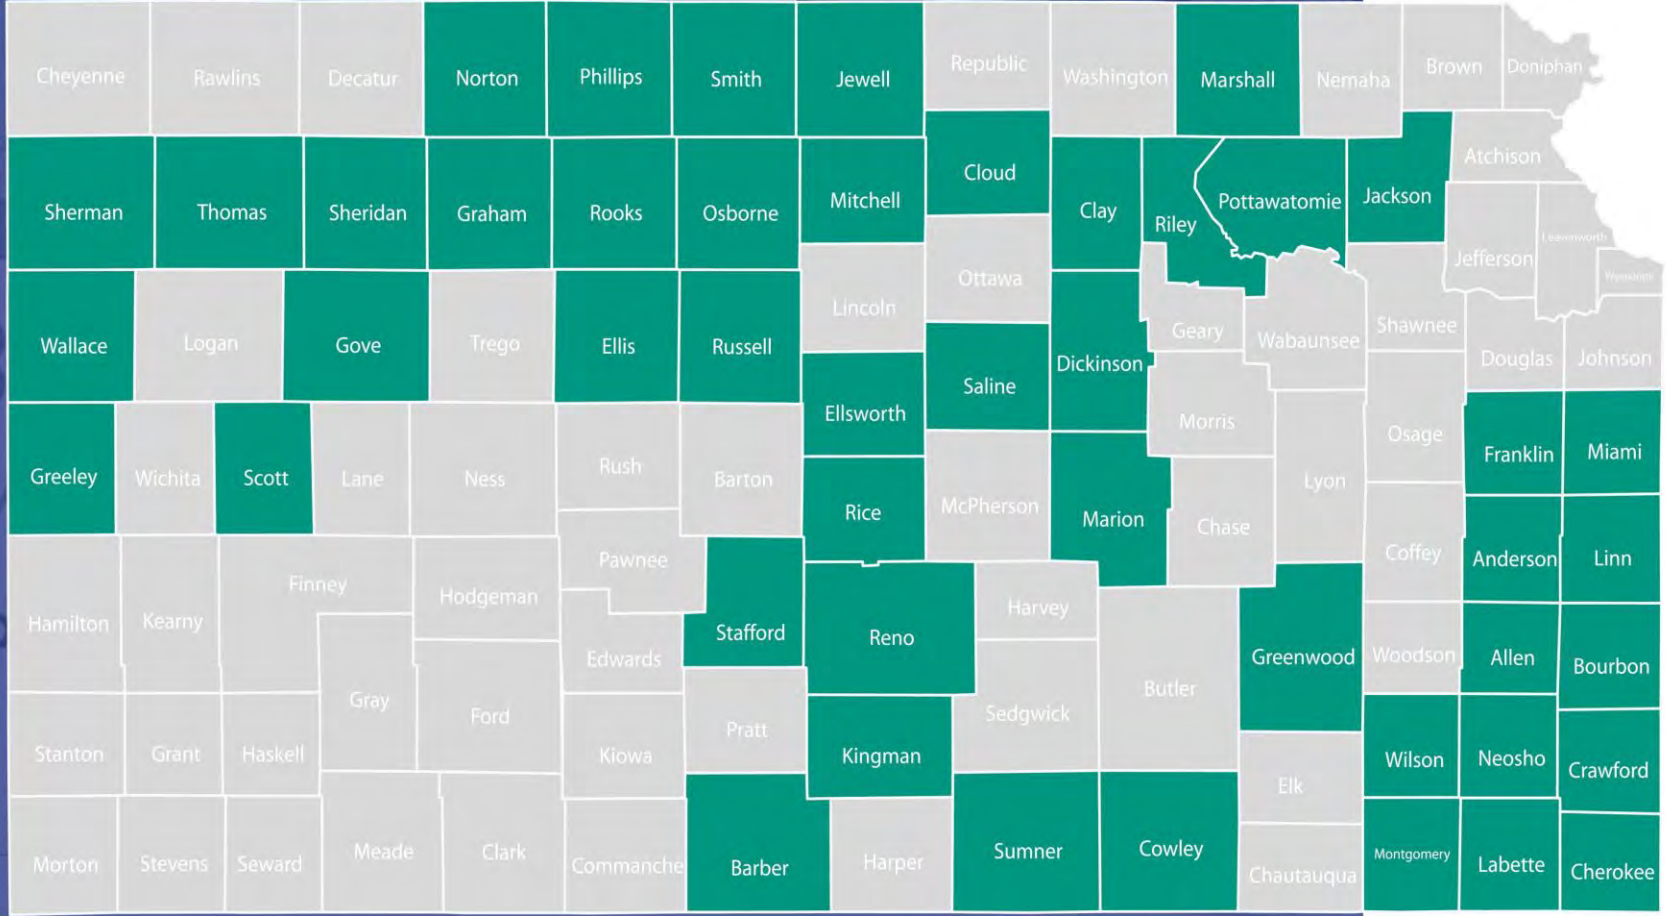 Cheyenne
Rawlins
Decatur
Norton
Phillips
Smith
Jewell
Republic
Washington
Marshall
Nemaha
Brown
Doniphan
Sherman
Thomas
Sheridan
Graham
Rooks
Osborne
Mitchell
Cloud
Clay
Riley
Pottawatomie
Jackson
Atchison
Jefferson
Leavenworth
Wyandotte
Wallace
Logan
Gove
Trego
Ellis
Russell
Lincoln
Ottawa
Saline
Dickinson
Geary
Wabaunsee
Shawnee
Douglas
Johnson
Greeley
Wichita
Scott
Lane
Ness
Rush
Barton
Ellsworth
Rice
McPherson
Marion
Morris
Chase
Lyon
Osage
Franklin
Miami
Hamilton
Kearny
Finney
Hodgeman
Pawnee
Edwards
Stafford
Reno
Harvey
Sedgwick
Butler
Greenwood
Coffey
Woodson
Anderson
Linn
Allen
Bourbon
Stanton
Grant
Haskell
Gray
Ford
Kiowa
Pratt
Kingman
Elk
Wilson
Neosho
Crawford
Morton
Stevens
Seward
Meade
Clark
Commanche
Barber
Harper
Sumner
Cowley
Chautauqua
Montgomery
Labette
Cherokee